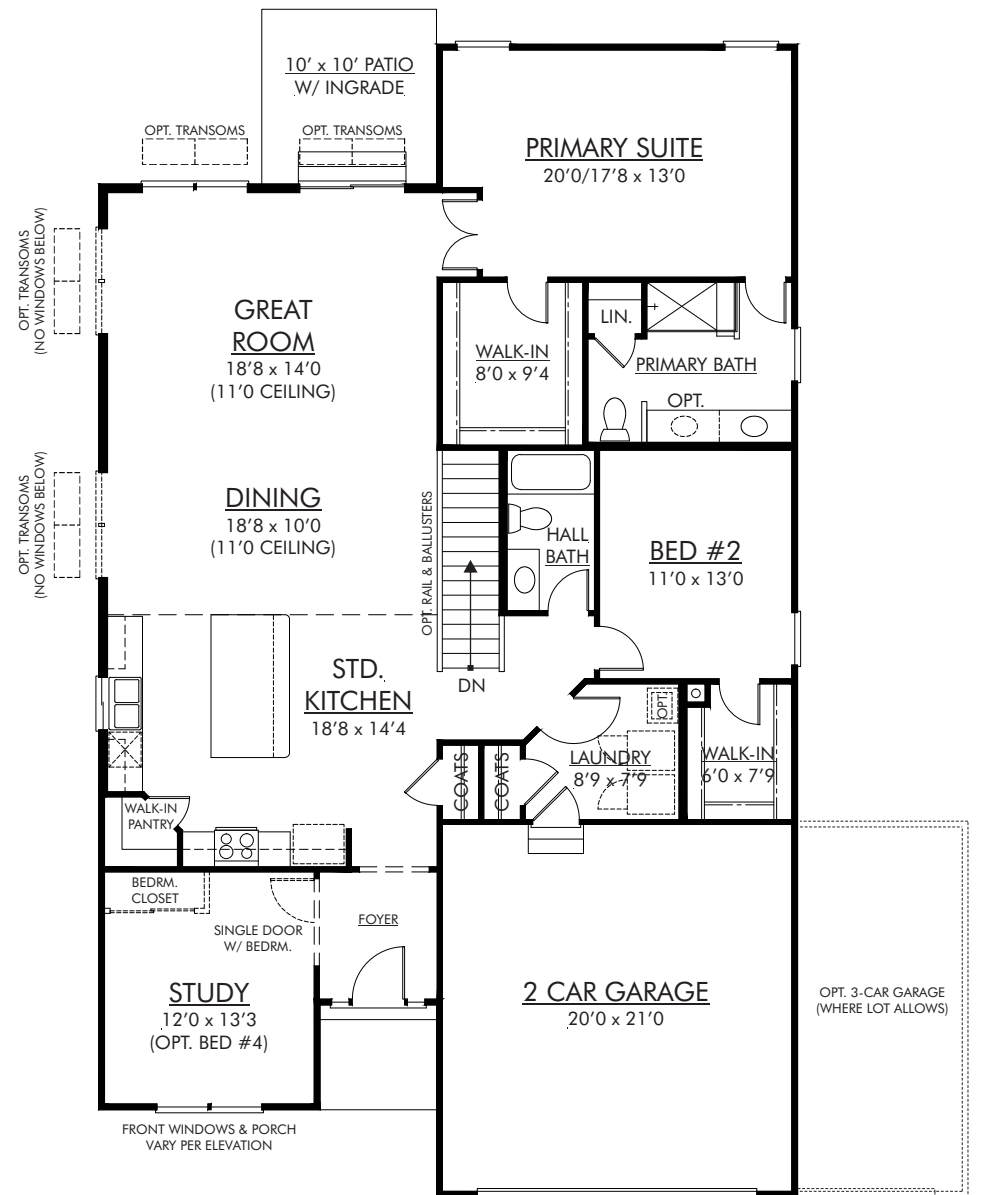 10' x 10' PATIO
W/ INGRADE
OPT. TRANSOMS
OPT. TRANSOMS
PRIMARY SUITE
20'0/17'8 x 13'0
OPT. TRANSOMS
(NO WINDOWS BELOW)
GREAT
ROOM
18'8 x 14'0
(11'0 CEILING)
WALK-IN
8'0 x 9'4
LIN.
PRIMARY BATH
OPT.
OPT. TRANSOMS
(NO WINDOWS BELOW)
DINING
18'8 x 10'0
(11'0 CEILING)
OPT. RAIL & BALLUSTERS
HALL
BATH
BED #2
11'0 x 13'0
STD.
KITCHEN
18'8 x 14'4
DN
OPT.
COATS
COATS
LAUNDRY
8'9 x 7'9
WALK-IN
6'0 x 7'9
WALK-IN
PANTRY
BEDRM.
CLOSET
SINGLE DOOR
W/ BEDRM.
FOYER
STUDY
12'0 x 13'3
(OPT. BED #4)
2 CAR GARAGE
20'0 x 21'0
OPT. 3-CAR GARAGE
(WHERE LOT ALLOWS)
FRONT WINDOWS & PORCH
VARY PER ELEVATION